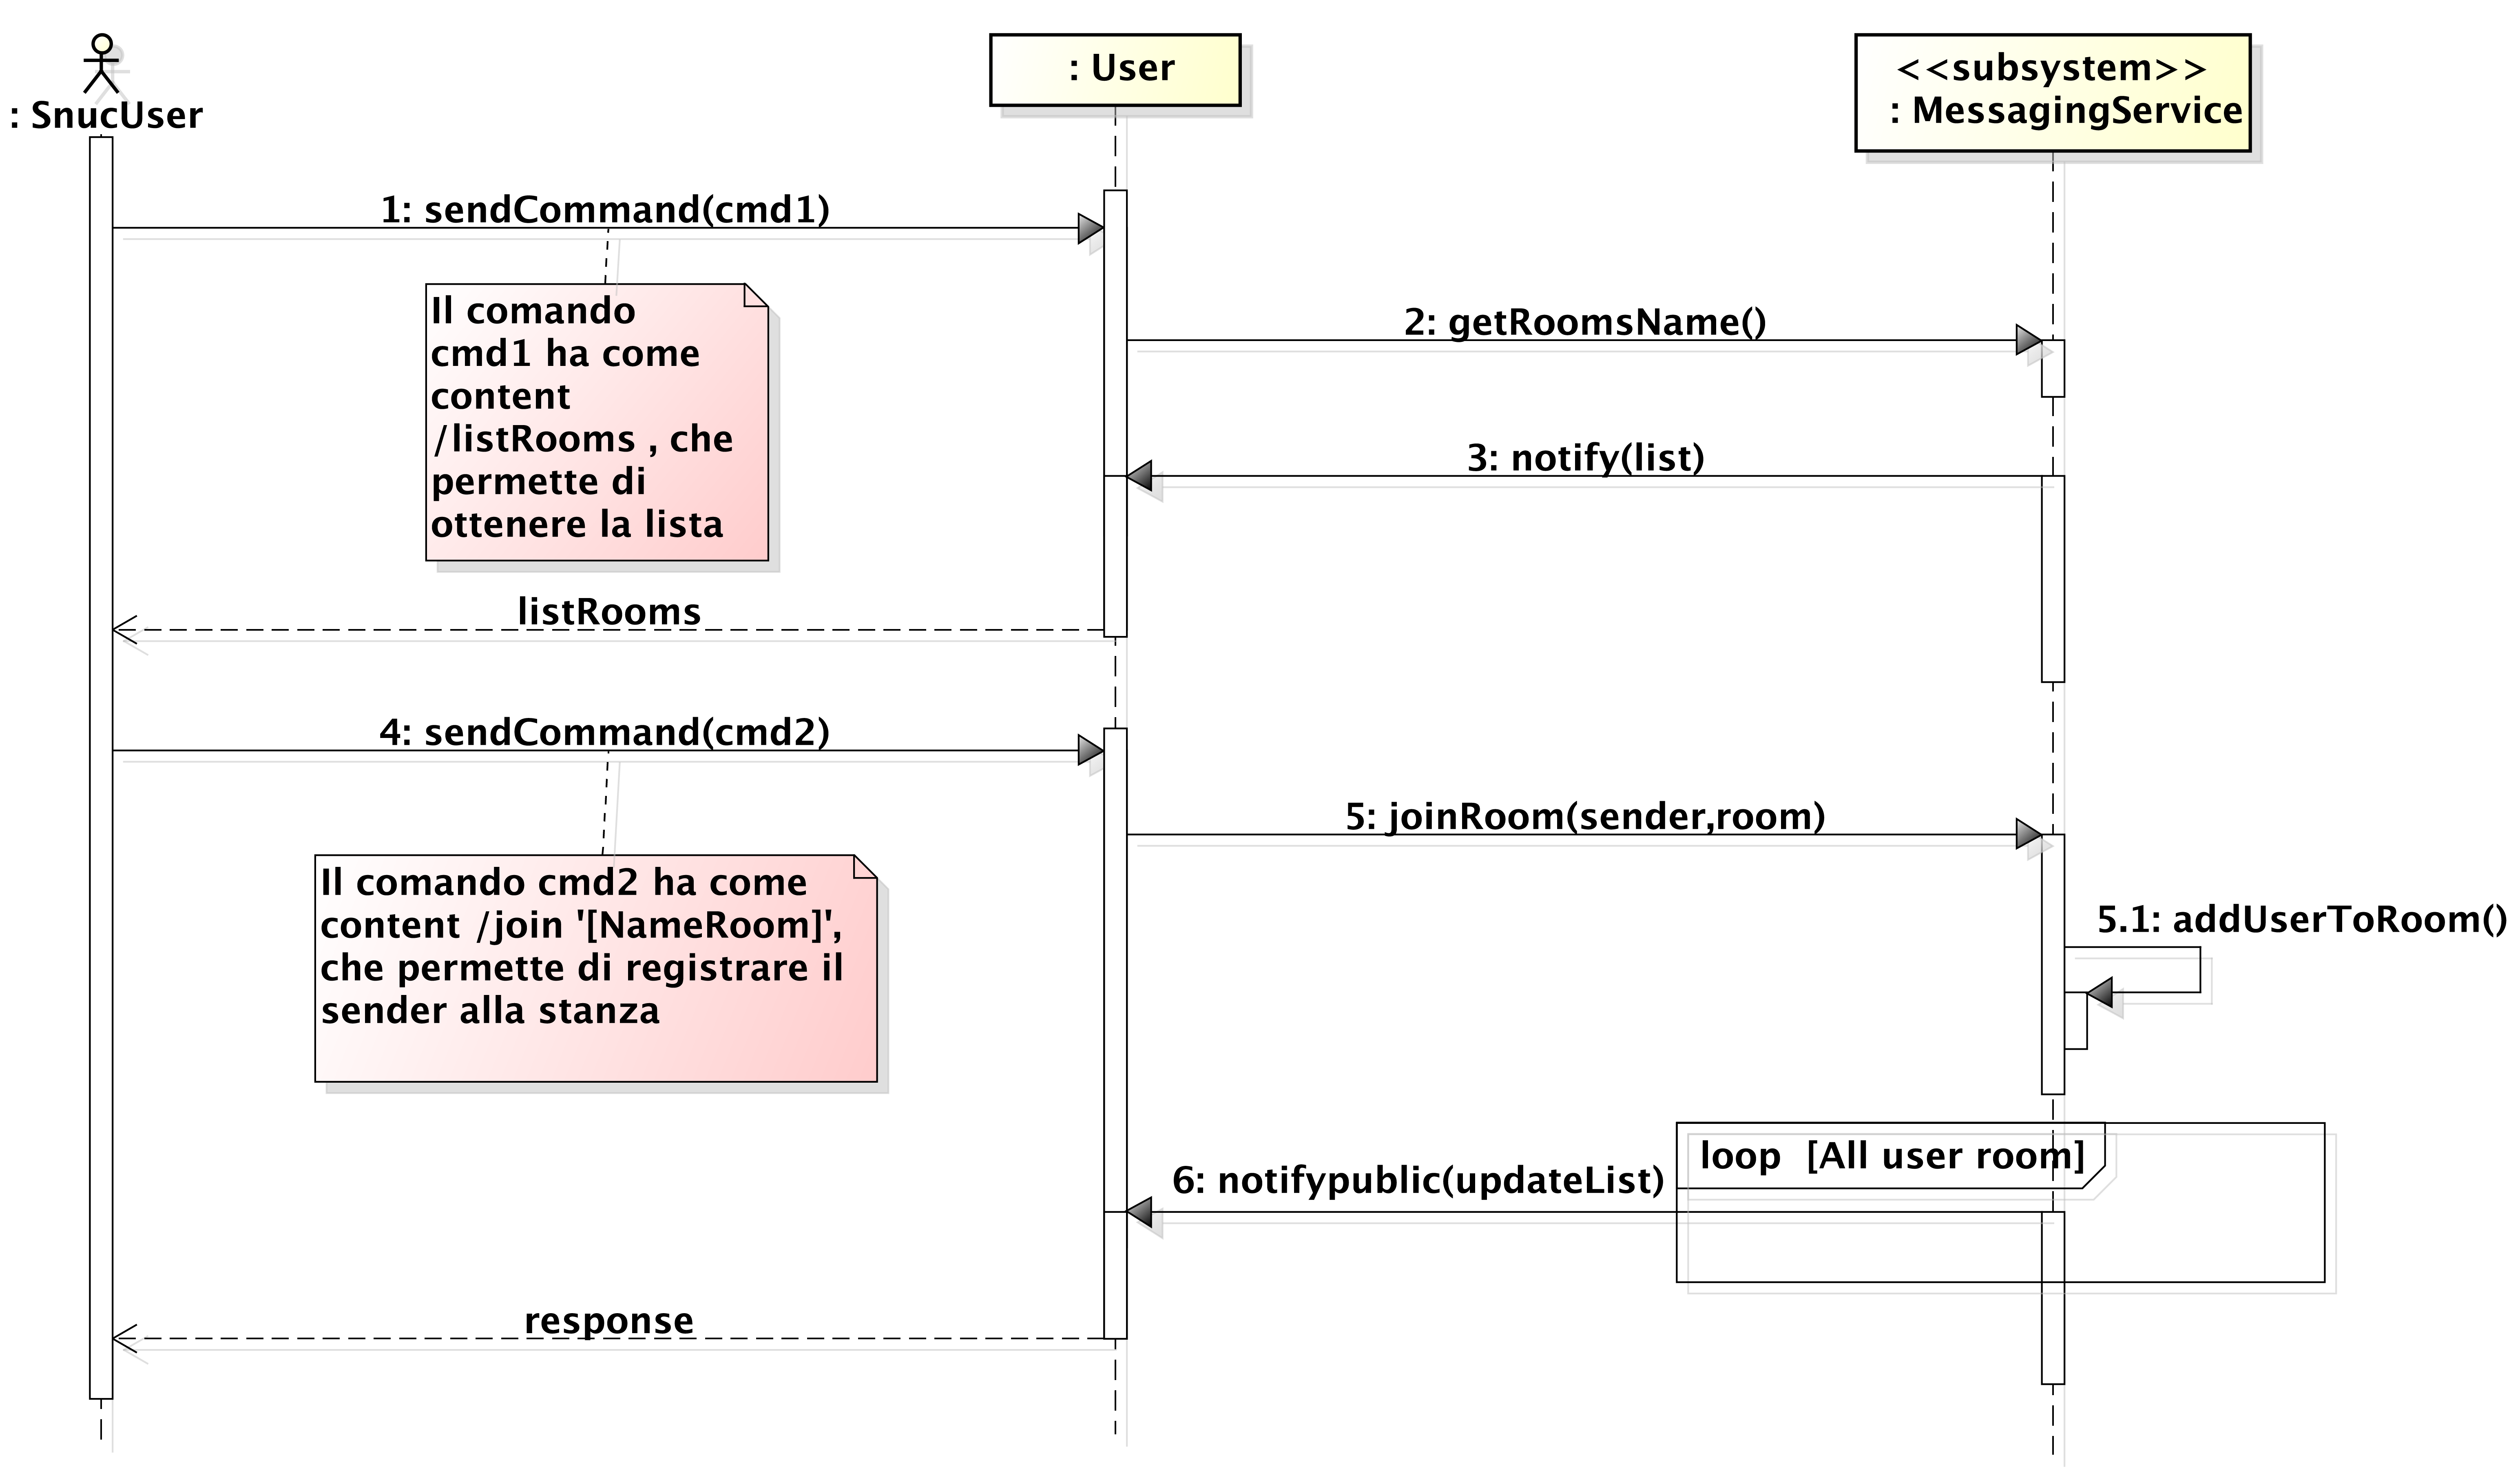 : SnucUser
: User
<<subsystem>>
: MessagingService
1: sendCommand(cmd1)
Il comando
cmd1 ha come
content
/listRooms , che
permette di
ottenere la lista
2: getRoomsName()
3: notify(list)
listRooms
4: sendCommand(cmd2)
Il comando cmd2 ha come
content /join '[NameRoom]',
che permette di registrare il
sender alla stanza
5: joinRoom(sender,room)
5.1: addUserToRoom()
loop [All user room]
6: notifypublic(updateList)
response